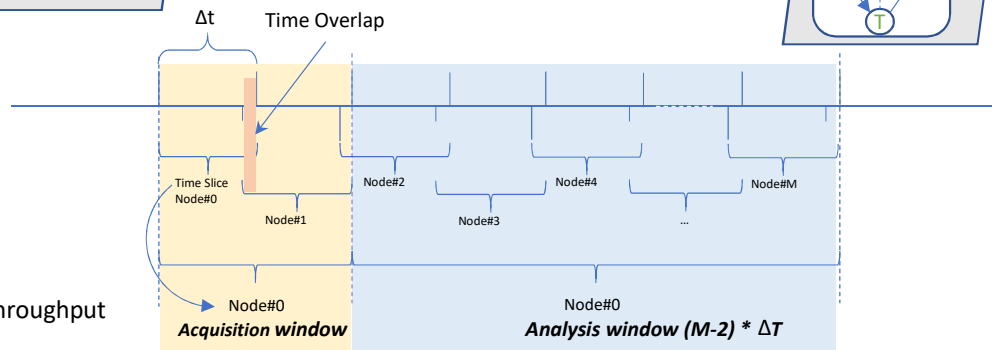 Δt
Time Overlap
T
Time Slice
Node#0
Node#1
Node#2
Node#3
Node#4
...
Node#M
hroughput
Node#0
Acquisition window
Node#0
Analysis window (M-2) * ΔT